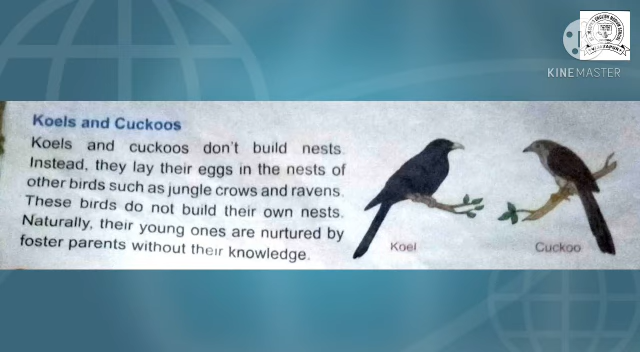 KINEMASTER
Koels and Cuckoos
Koels and cuckoos don't build nests.
Instead, they lay their eggs in the nests of
other birds such as jungle crows and ravens.
These birds do not build their own nests.
Naturally, their young ones are nurtured by
foster parents without their knowledge.
Koel
Cuckoo